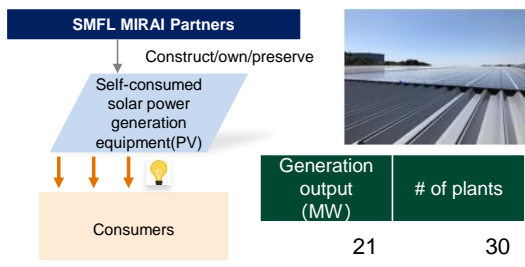 SMFL MIRAI Partners
Construct/own/preserve
Self-consumed
solar power
generation
equipment(PV)
Consumers
Generation
output
(MW)
# of plants
21
30